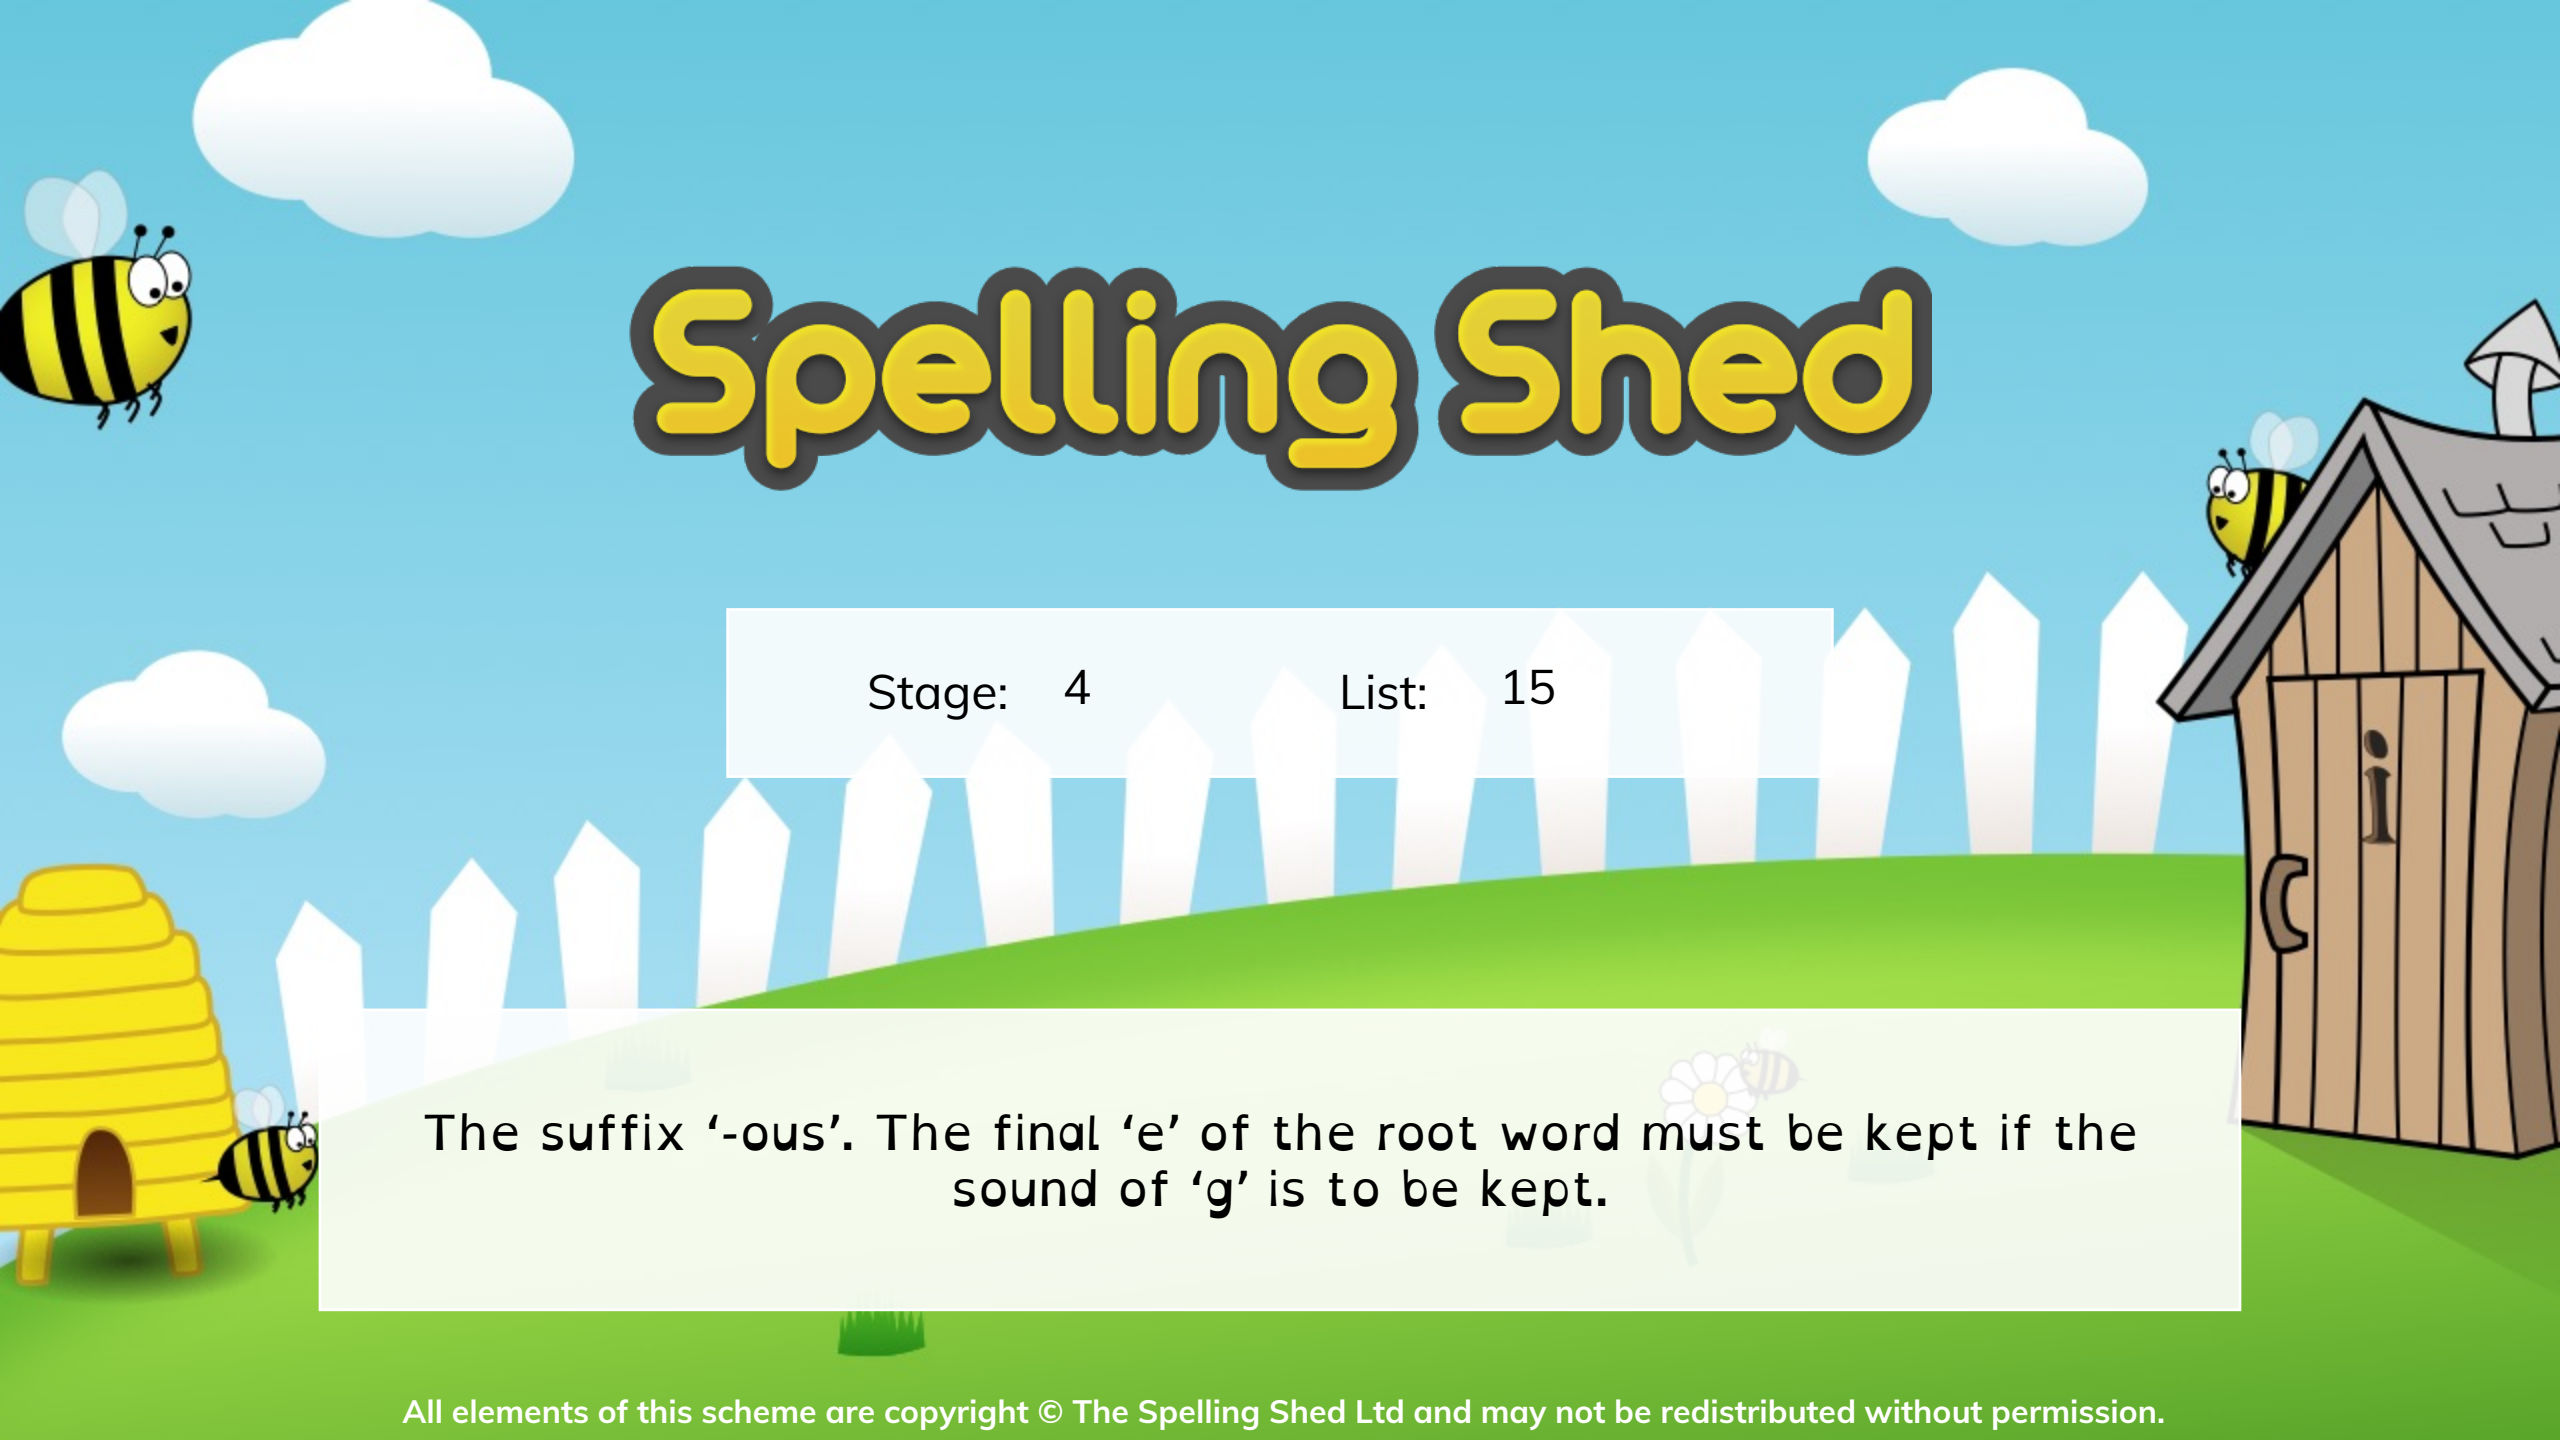 Spelling Shed
Stage: 4 List: 15
i
The suffix ‘-ous’. The final ‘e’ of the root word must be kept if the
sound of ‘g’ is to be kept.
All elements of this scheme are copyright © The Spelling Shed Ltd and may not be redistributed without permission.